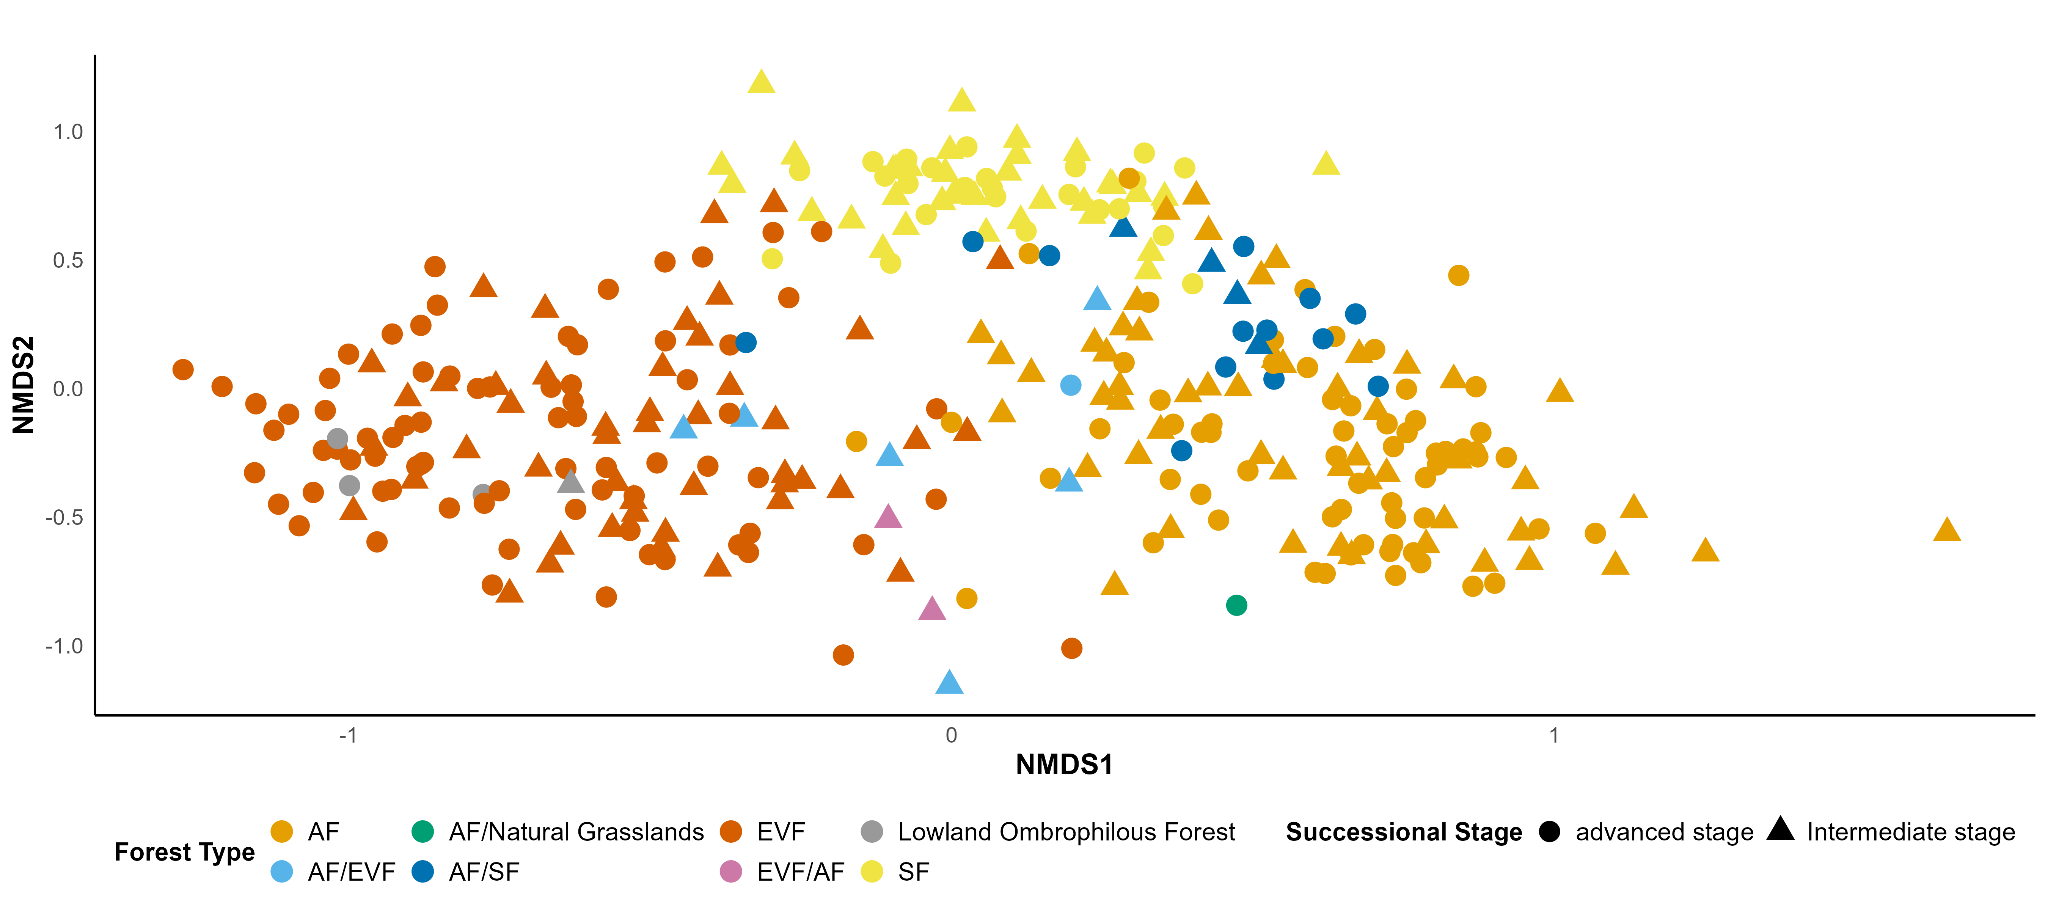 1.0
0.5
0.0
-0.5
-1.0
NMDS2
-1 0 1
NMDS1
Forest Type
AF AF/Natural Grasslands EVF Lowland Ombrophilous Forest
AF/EVF AF/SF EVF/AF SF
Successional Stage advanced stage Intermediate stage